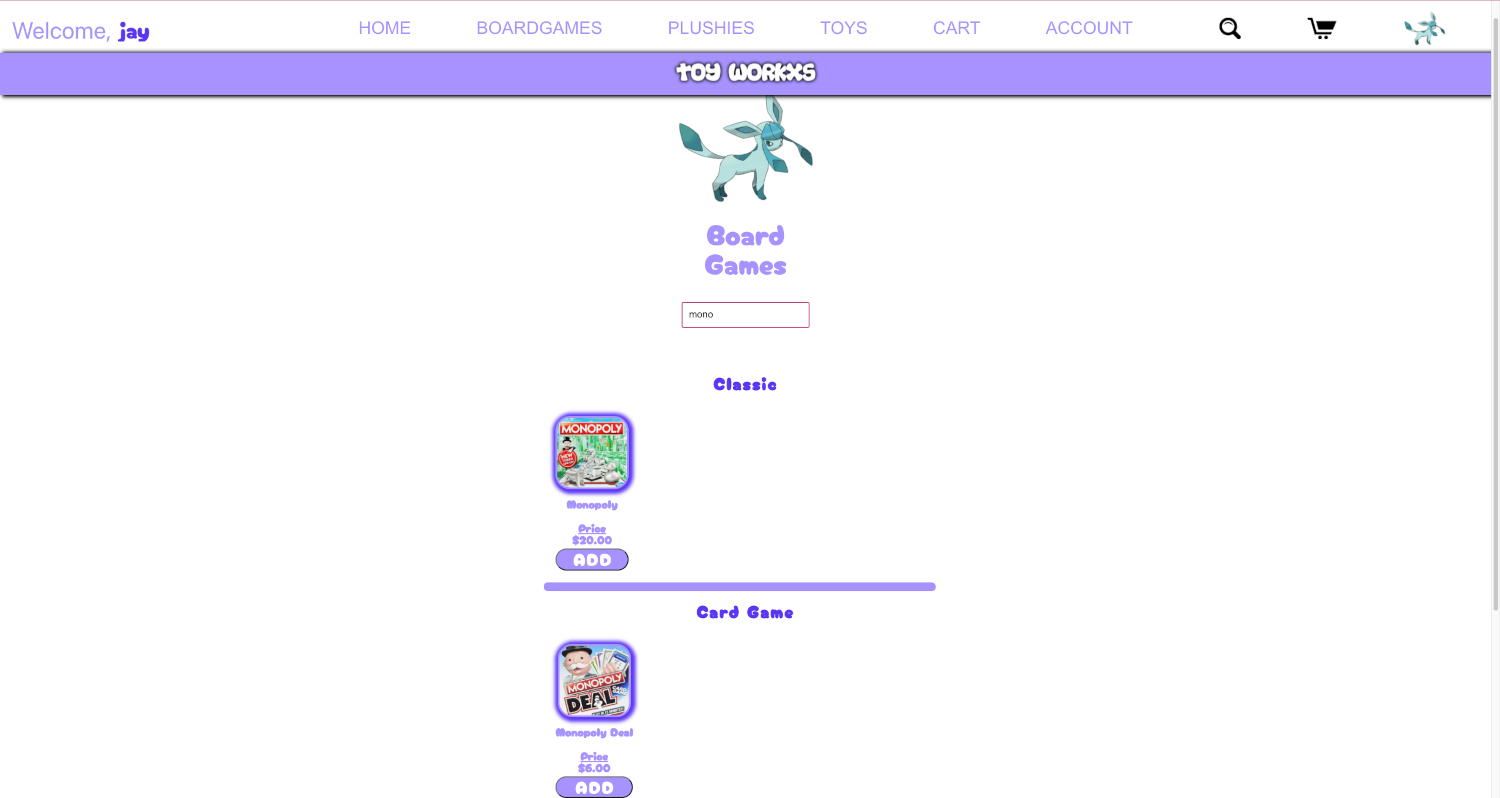 Welcome, jay
HOME
BOARDGAMES
PLUSHIES
TOYS
CART
ACCOUNT
TOY WORKXS
Board
Games
mono
Classic
MONOPOLY
Monopoly
Price
$20.00
ADD
Card Game
MONOPOLY
DEAL
Monopoly Deal
Price
$6.00
ADD